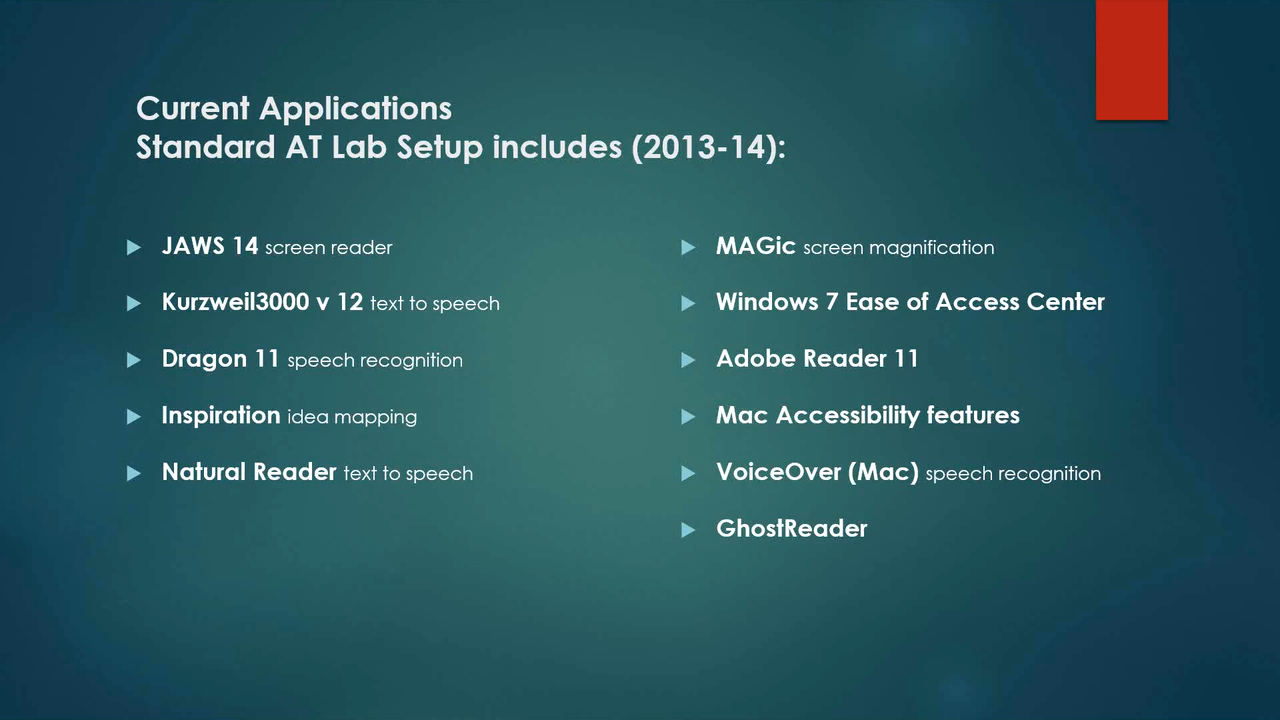 Current Applications
Standard AT Lab Setup includes (2013-14):
JAWS 14 screen reader
Kurzweil3000 v 12 text to speech
Dragon 11 speech recognition
Inspiration idea mapping
Natural Reader text to speech
MAGic screen magnification
Windows 7 Ease of Access Center
Adobe Reader 11
Mac Accessibility features
VoiceOver (Mac) speech recognition
GhostReader